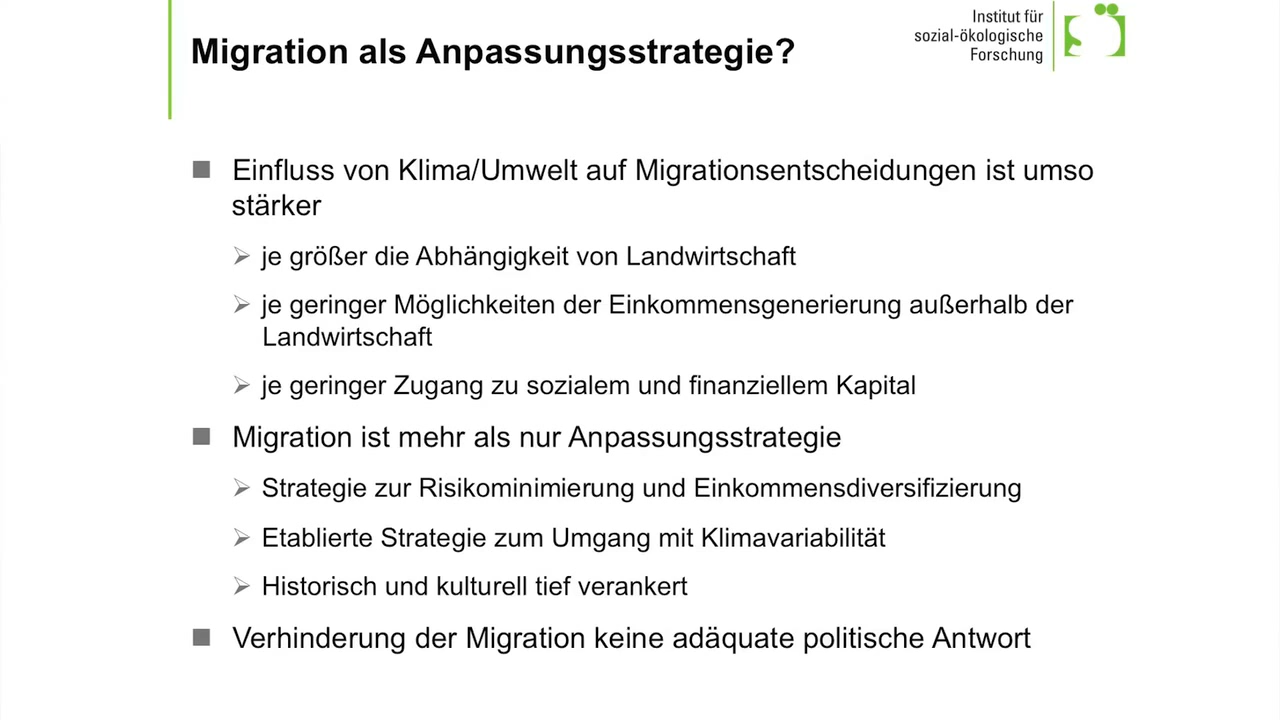 Migration als Anpassungsstrategie?
Institut für
sozial-ökologische
Forschung
Einfluss von Klima/Umwelt auf Migrationsentscheidungen ist umso
stärker
je größer die Abhängigkeit von Landwirtschaft
je geringer Möglichkeiten der Einkommensgenerierung außerhalb der
Landwirtschaft
je geringer Zugang zu sozialem und finanziellem Kapital
Migration ist mehr als nur Anpassungsstrategie
Strategie zur Risikominimierung und Einkommensdiversifizierung
Etablierte Strategie zum Umgang mit Klimavariabilität
Historisch und kulturell tief verankert
Verhinderung der Migration keine adäquate politische Antwort